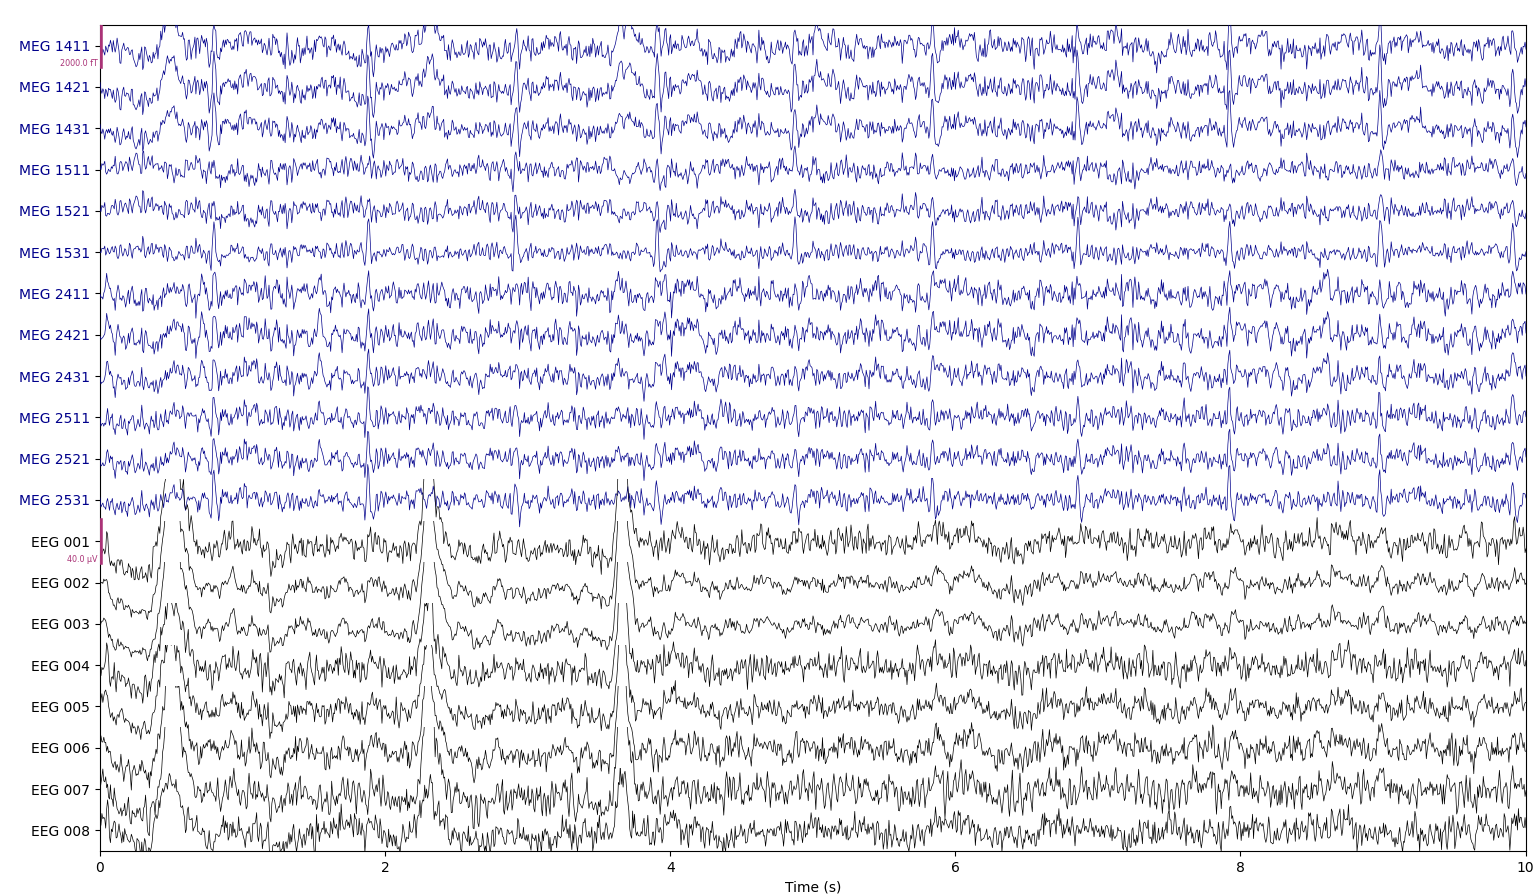 MEG 1411
2000.0 fT
MEG 1421
MEG 1431
MEG 1511
MEG 1521
MEG 1531
MEG 2411
MEG 2421
MEG 2431
MEG 2511
MEG 2521
MEG 2531
EEG 001
40.0 µV
EEG 002
EEG 003
EEG 004
EEG 005
EEG 006
EEG 007
EEG 008
0 2 4 6 8 10
Time (s)